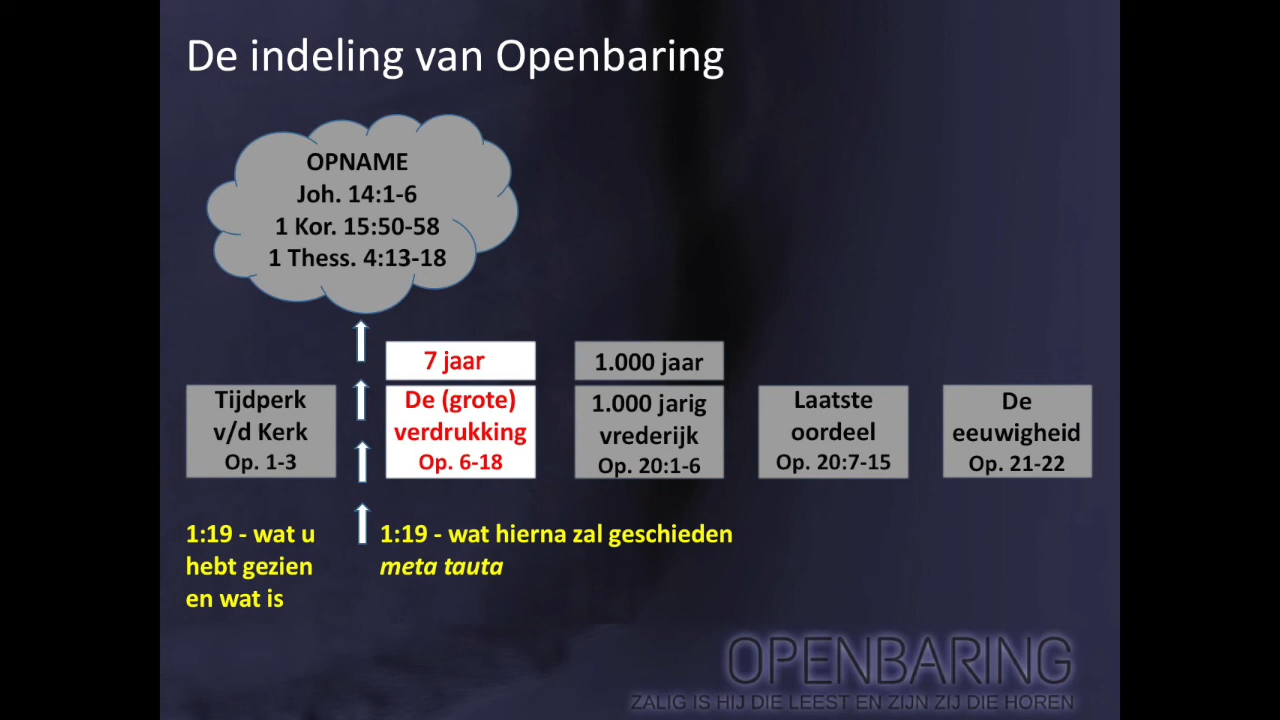 De indeling van Openbaring
OPNAME
Joh. 14:1-6
1 Kor. 15:50-58
1 Thess. 4:13-18
7 jaar
1.000 jaar
Tijdperk
v/d Kerk
Op. 1-3
De (grote)
verdrukking
Op. 6-18
1.000 jarig
vrederijk
Op. 20:1-6
Laatste
oordeel
Op. 20:7-15
De
eeuwigheid
Op. 21-22
1:19 - wat u
hebt gezien
en wat is
1:19 - wat hierna zal geschieden
meta tauta
OPENBARING
ZALIG IS HIJ DIE LEEST EN ZIJN ZIJ DIE HOREN